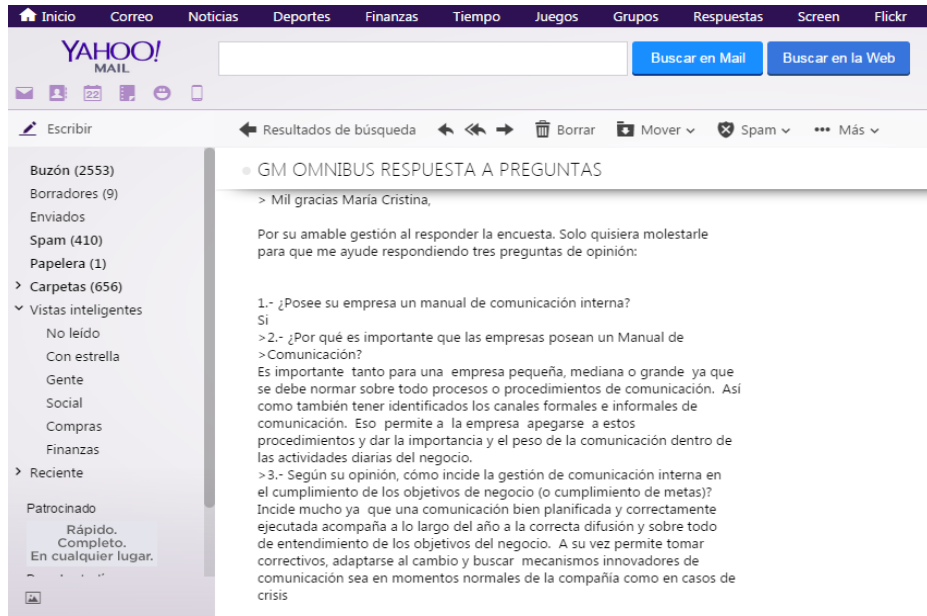 Inicio Correo Noticias Deportes Finanzas Tiempo Juegos Grupos Respuestas Screen Flickr
YAHOO!
MAIL
Buscar en Mail Buscar en la Web
22
Escribir
Resultados de búsqueda Borrar Mover Spam Más
Buzón (2553)
Borradores (9)
Enviados
Spam (410)
Papelera (1)
Carpetas (656)
Vistas inteligentes
No leído
Con estrella
Gente
Social
Compras
Finanzas
Reciente
Patrocinado
Rápido.
Completo.
En cualquier lugar.
GM OMNIBUS RESPUESTA A PREGUNTAS
> Mil gracias María Cristina,
Por su amable gestión al responder la encuesta. Solo quisiera molestarle
para que me ayude respondiendo tres preguntas de opinión:
1.- ¿Posee su empresa un manual de comunicación interna?
Si
>2.- ¿Por qué es importante que las empresas posean un Manual de
>Comunicación?
Es importante tanto para una empresa pequeña, mediana o grande ya que
se debe normar sobre todo procesos o procedimientos de comunicación. Así
como también tener identificados los canales formales e informales de
comunicación. Eso permite a la empresa apegarse a estos
procedimientos y dar la importancia y el peso de la comunicación dentro de
las actividades diarias del negocio.
>3.- Según su opinión, cómo incide la gestión de comunicación interna en
el cumplimiento de los objetivos de negocio (o cumplimiento de metas)?
Incide mucho ya que una comunicación bien planificada y correctamente
ejecutada acompaña a lo largo del año a la correcta difusión y sobre todo
de entendimiento de los objetivos del negocio. A su vez permite tomar
correctivos, adaptarse al cambio y buscar mecanismos innovadores de
comunicación sea en momentos normales de la compañía como en casos de
crisis